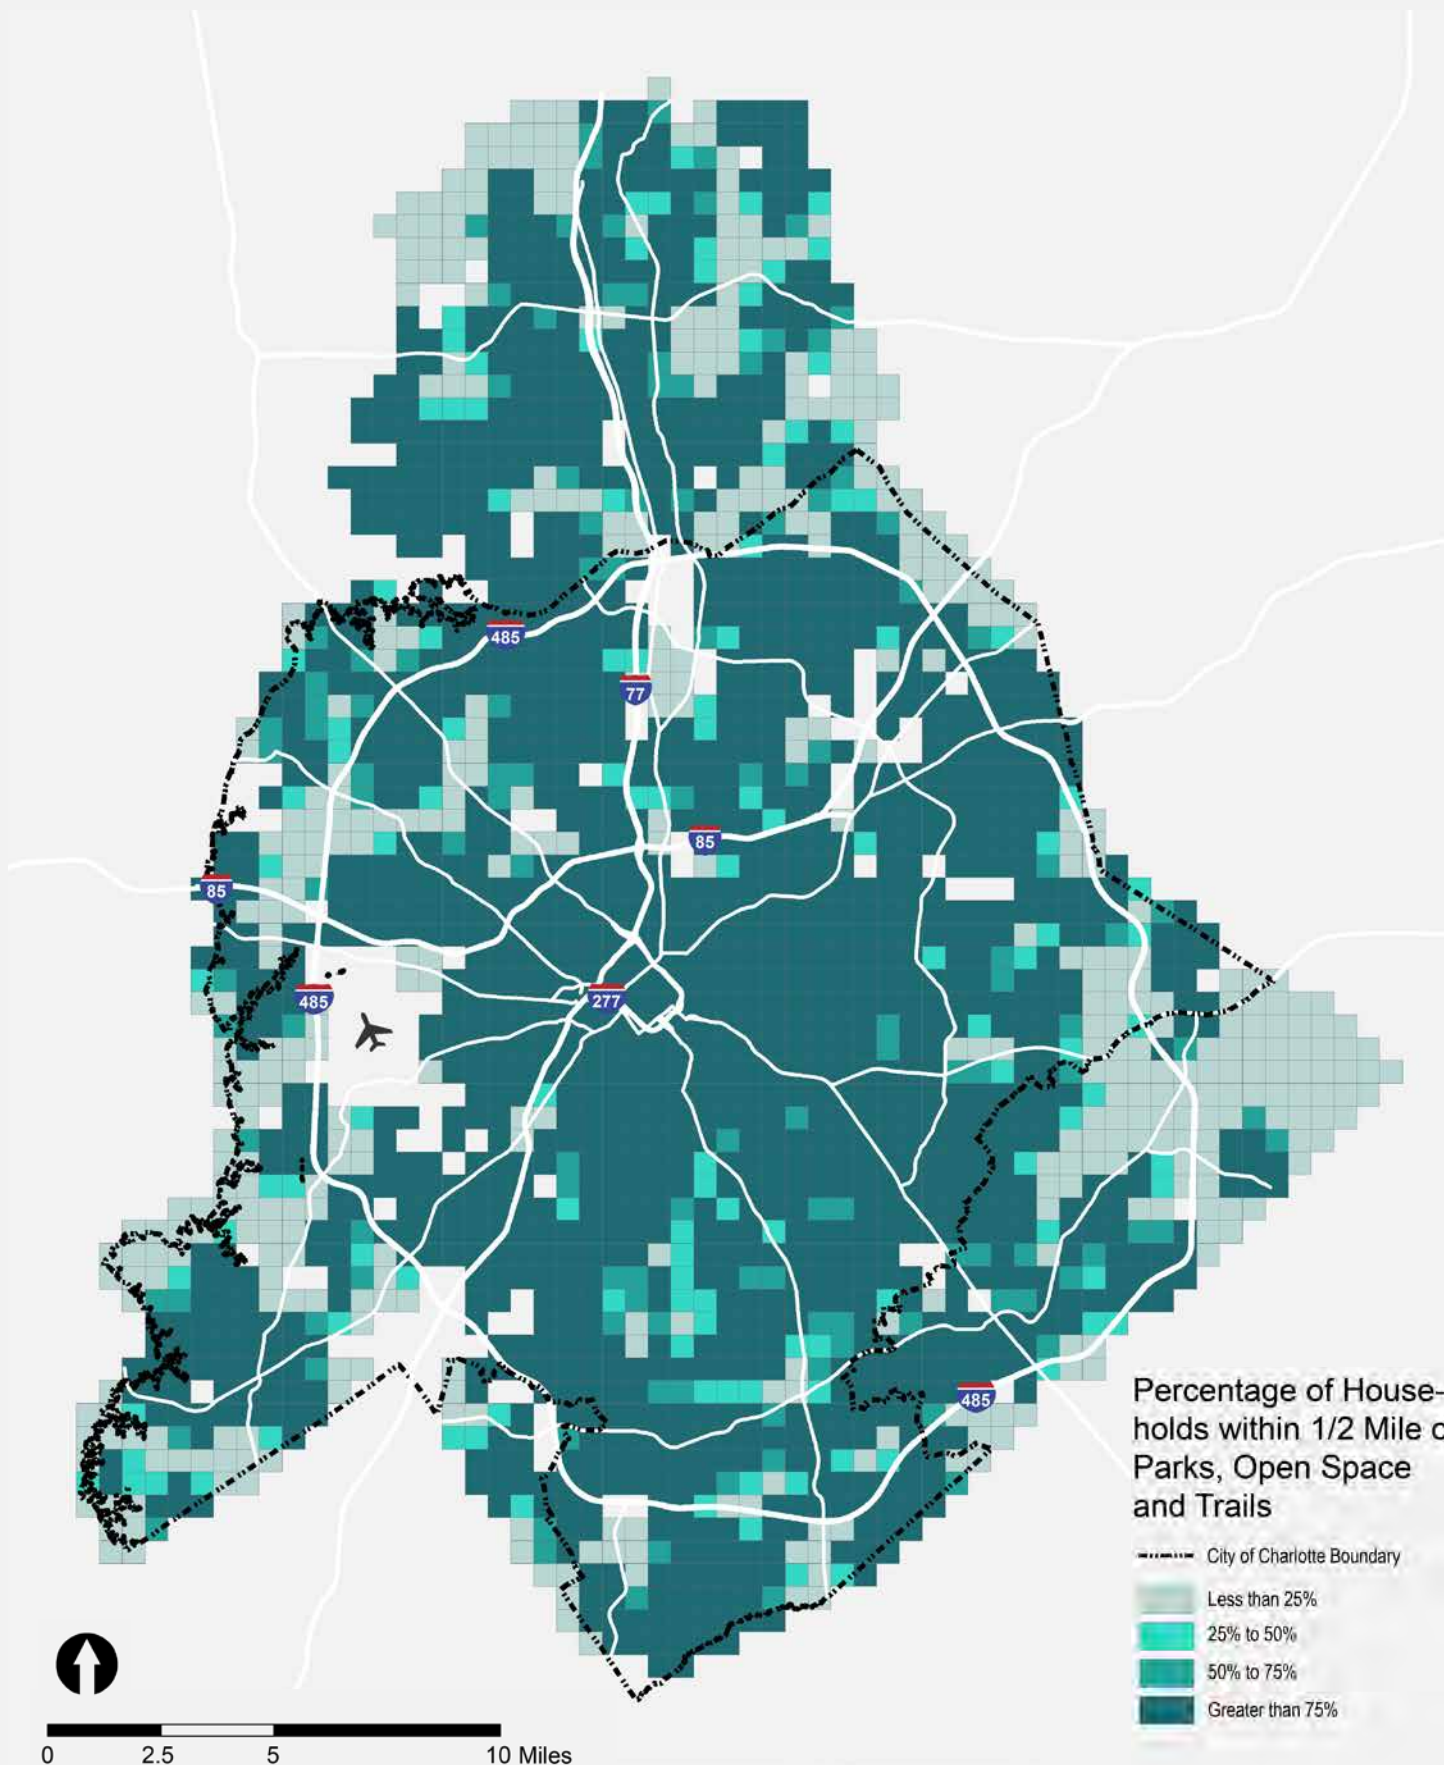 485
77
85
85
485
277
485
Percentage of House-
holds within 1/2 Mile o
Parks, Open Space
and Trails
City of Charlotte Boundary
Less than 25%
25% to 50%
50% to 75%
Greater than 75%
0 2.5 5 10 Miles